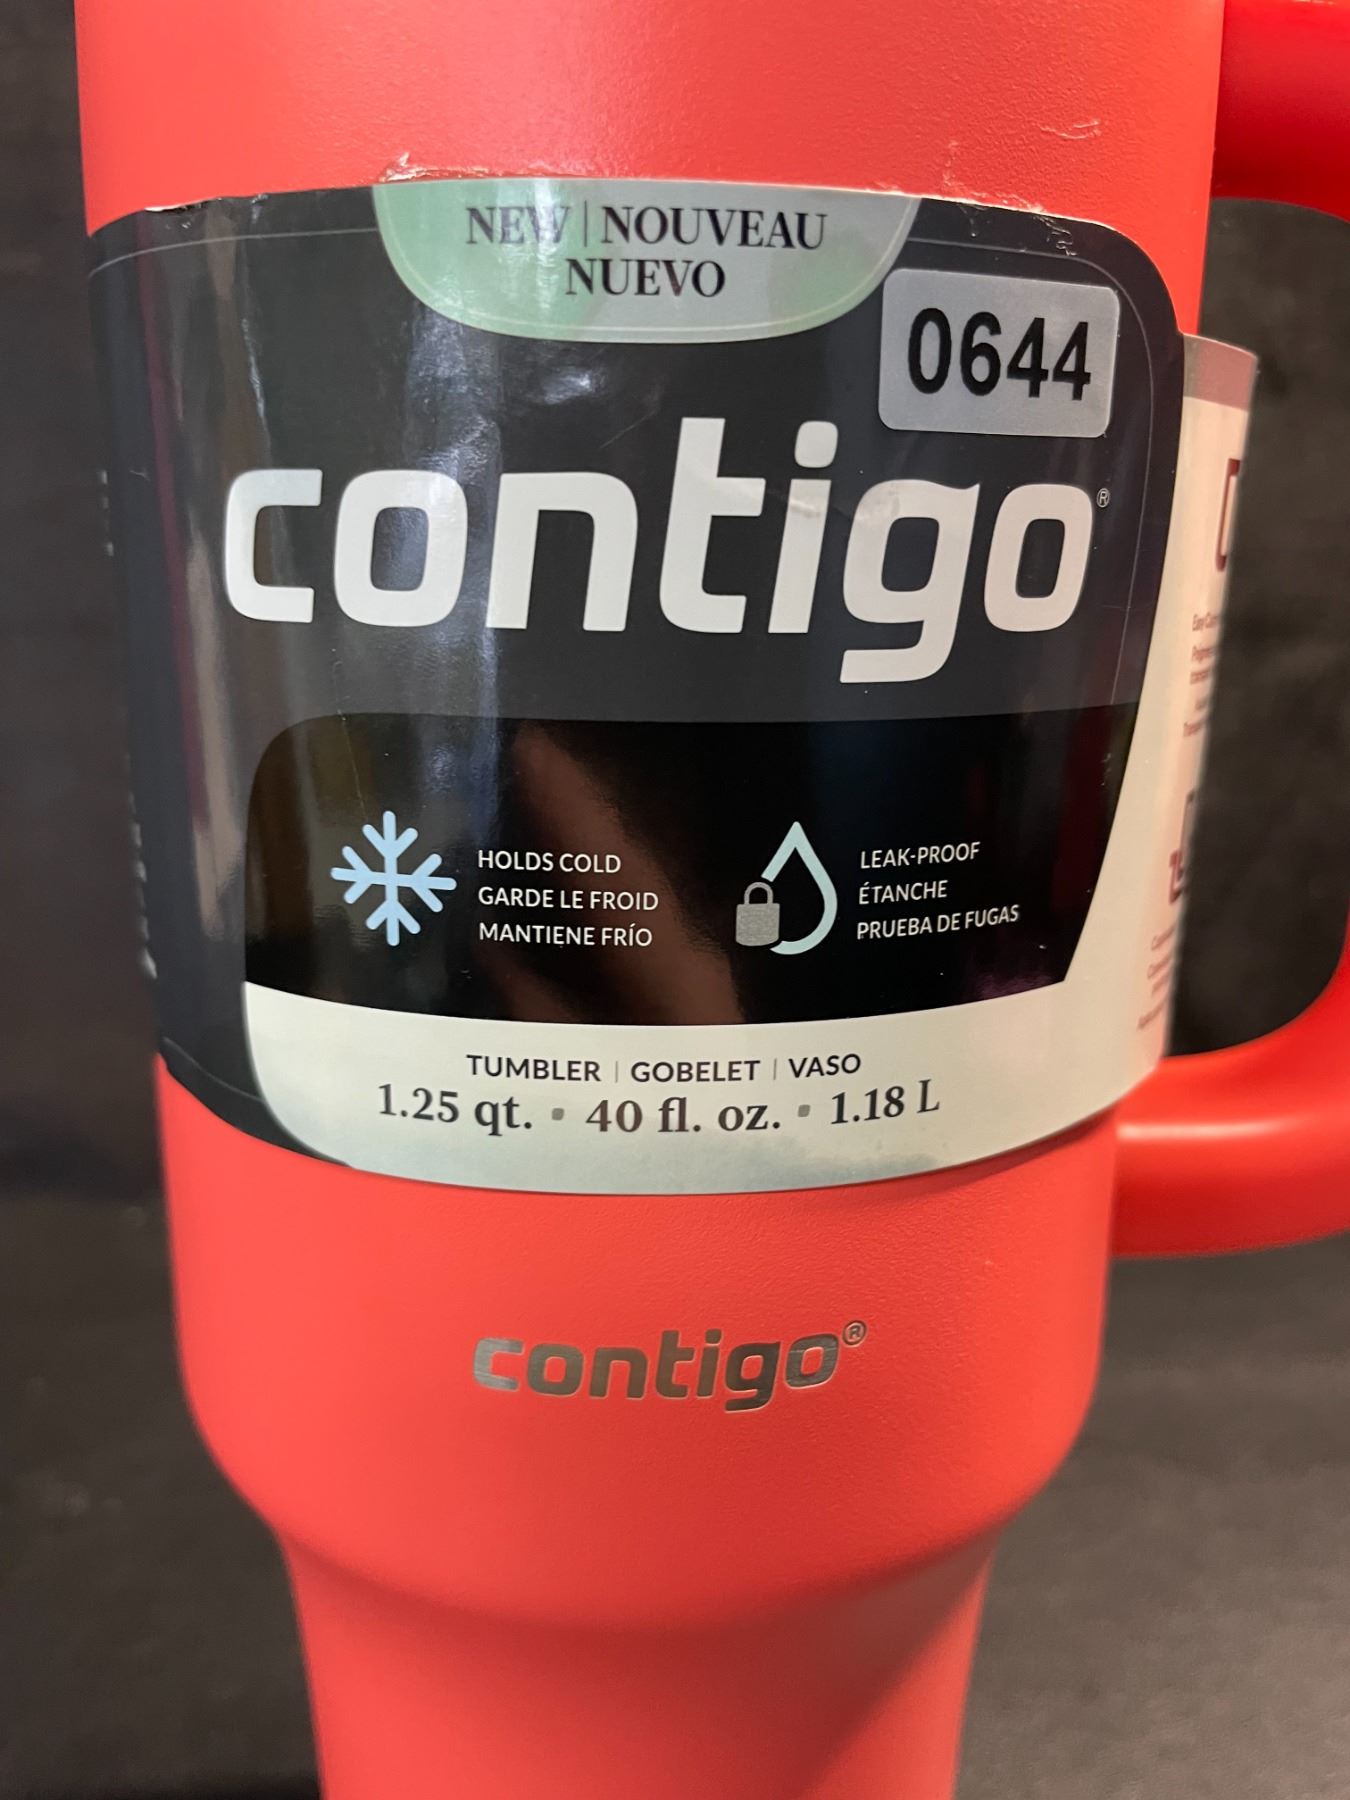 NEW | NOUVEAU
NUEVO
0644
contigo®
HOLDS COLD
GARDE LE FROID
MANTIENE FRÍO
LEAK-PROOF
ÉTANCHE
PRUEBA DE FUGAS
TUMBLER | GOBELET | VASO
1.25 qt. ▪ 40 fl. oz. ▪ 1.18 L
contigo®